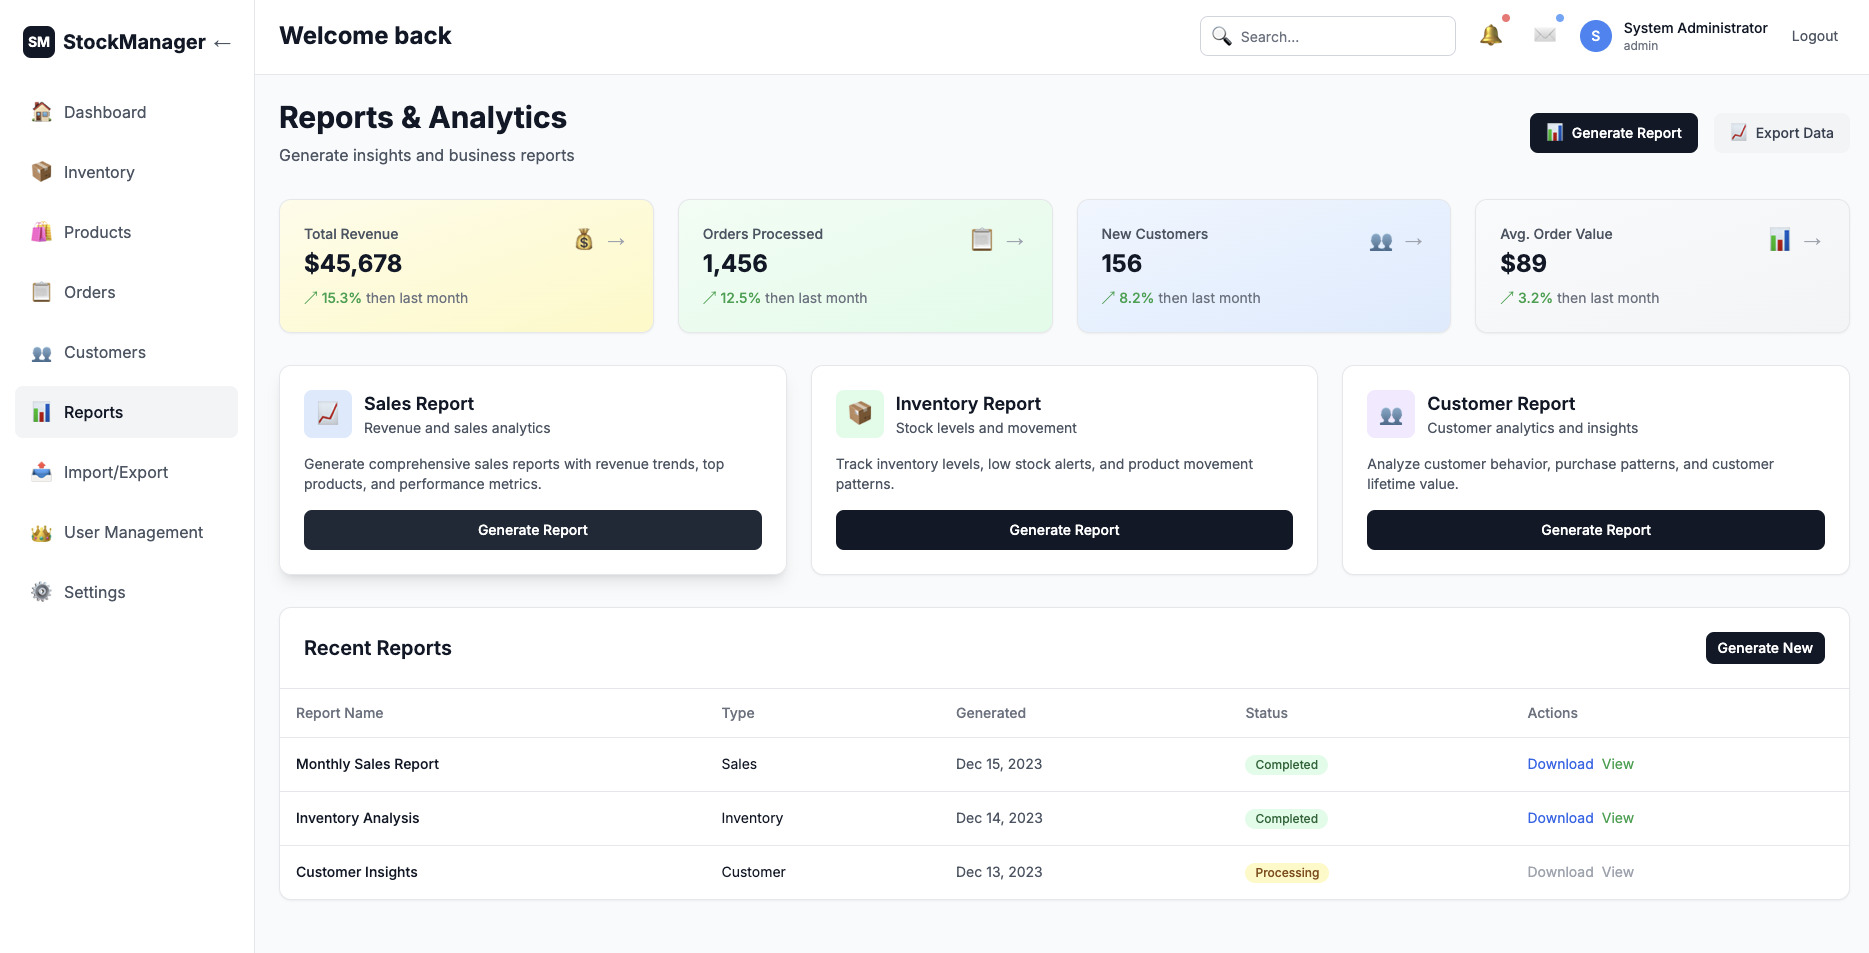 SM StockManager ←
Dashboard
Inventory
Products
Orders
Customers
Reports
Import/Export
User Management
Settings
Welcome back
Search...
S
System Administrator
admin
Logout
Reports & Analytics
Generate insights and business reports
Generate Report
Export Data
Total Revenue
→
$45,678
↗ 15.3% then last month
Orders Processed
→
1,456
↗ 12.5% then last month
New Customers
→
156
↗ 8.2% then last month
Avg. Order Value
→
$89
↗ 3.2% then last month
Sales Report
Revenue and sales analytics
Generate comprehensive sales reports with revenue trends, top
products, and performance metrics.
Generate Report
Inventory Report
Stock levels and movement
Track inventory levels, low stock alerts, and product movement
patterns.
Generate Report
Customer Report
Customer analytics and insights
Analyze customer behavior, purchase patterns, and customer
lifetime value.
Generate Report
Recent Reports
Generate New
Report Name Type Generated Status Actions
Monthly Sales Report Sales Dec 15, 2023 Completed Download View
Inventory Analysis Inventory Dec 14, 2023 Completed Download View
Customer Insights Customer Dec 13, 2023 Processing Download View